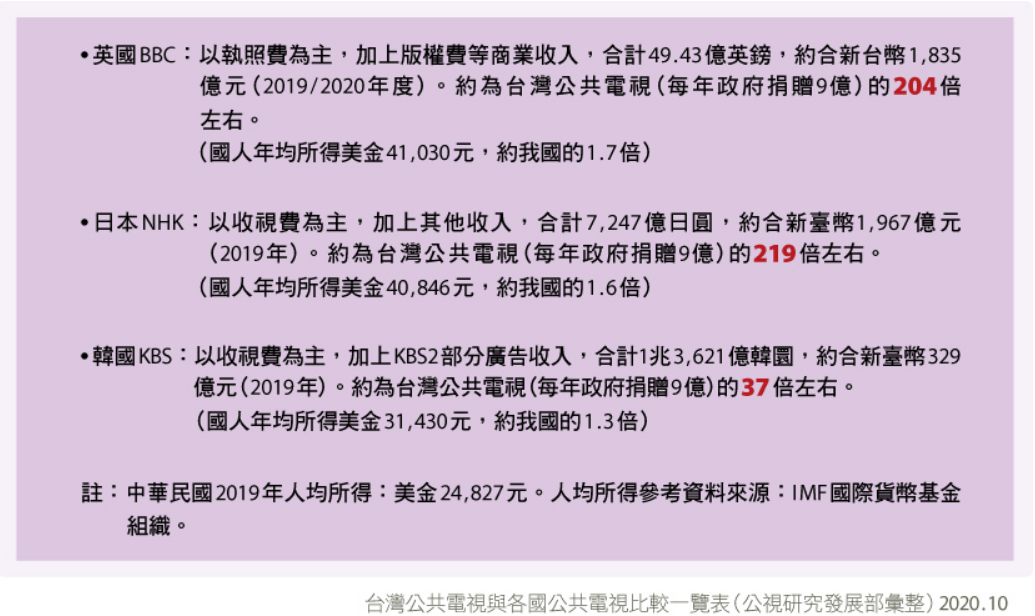 •英國BBC：以執照費為主，加上版權費等商業收入，合計49.43億英鎊，約合新台幣1,835
億元（2019/2020年度）。約為台灣公共電視（每年政府捐贈9億）的204倍
左右。
（國人年均所得美金41,030元，約我國的1.7倍）
•日本NHK：以收視費為主，加上其他收入，合計7,247億日圓，約合新臺幣1,967億元
（2019年）。約為台灣公共電視（每年政府捐贈9億）的219倍左右。
（國人年均所得美金40,846元，約我國的1.6倍）
•韓國KBS：以收視費為主，加上KBS2部分廣告收入，合計1兆3,621億韓圜，約合新臺幣329
億元（2019年）。約為台灣公共電視（每年政府捐贈9億）的37倍左右。
（國人年均所得美金31,430元，約我國的1.3倍）
註：中華民國2019年人均所得：美金24,827元。人均所得參考資料來源：IMF國際貨幣基金
組織。
台灣公共電視與各國公共電視比較一覽表（公視研究發展部彙整）2020.10